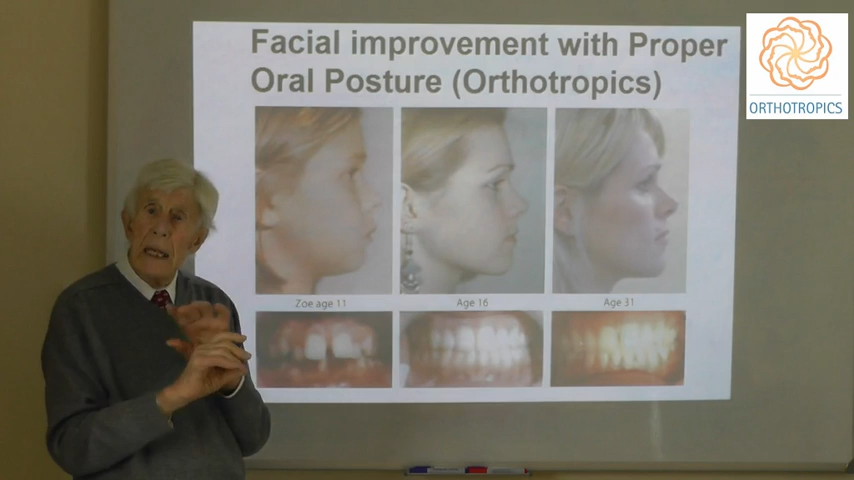 Facial improvement with Proper
Oral Posture (Orthotropics)
ORTHOTROPICS
Zoe age 11
Age 16
Age 31